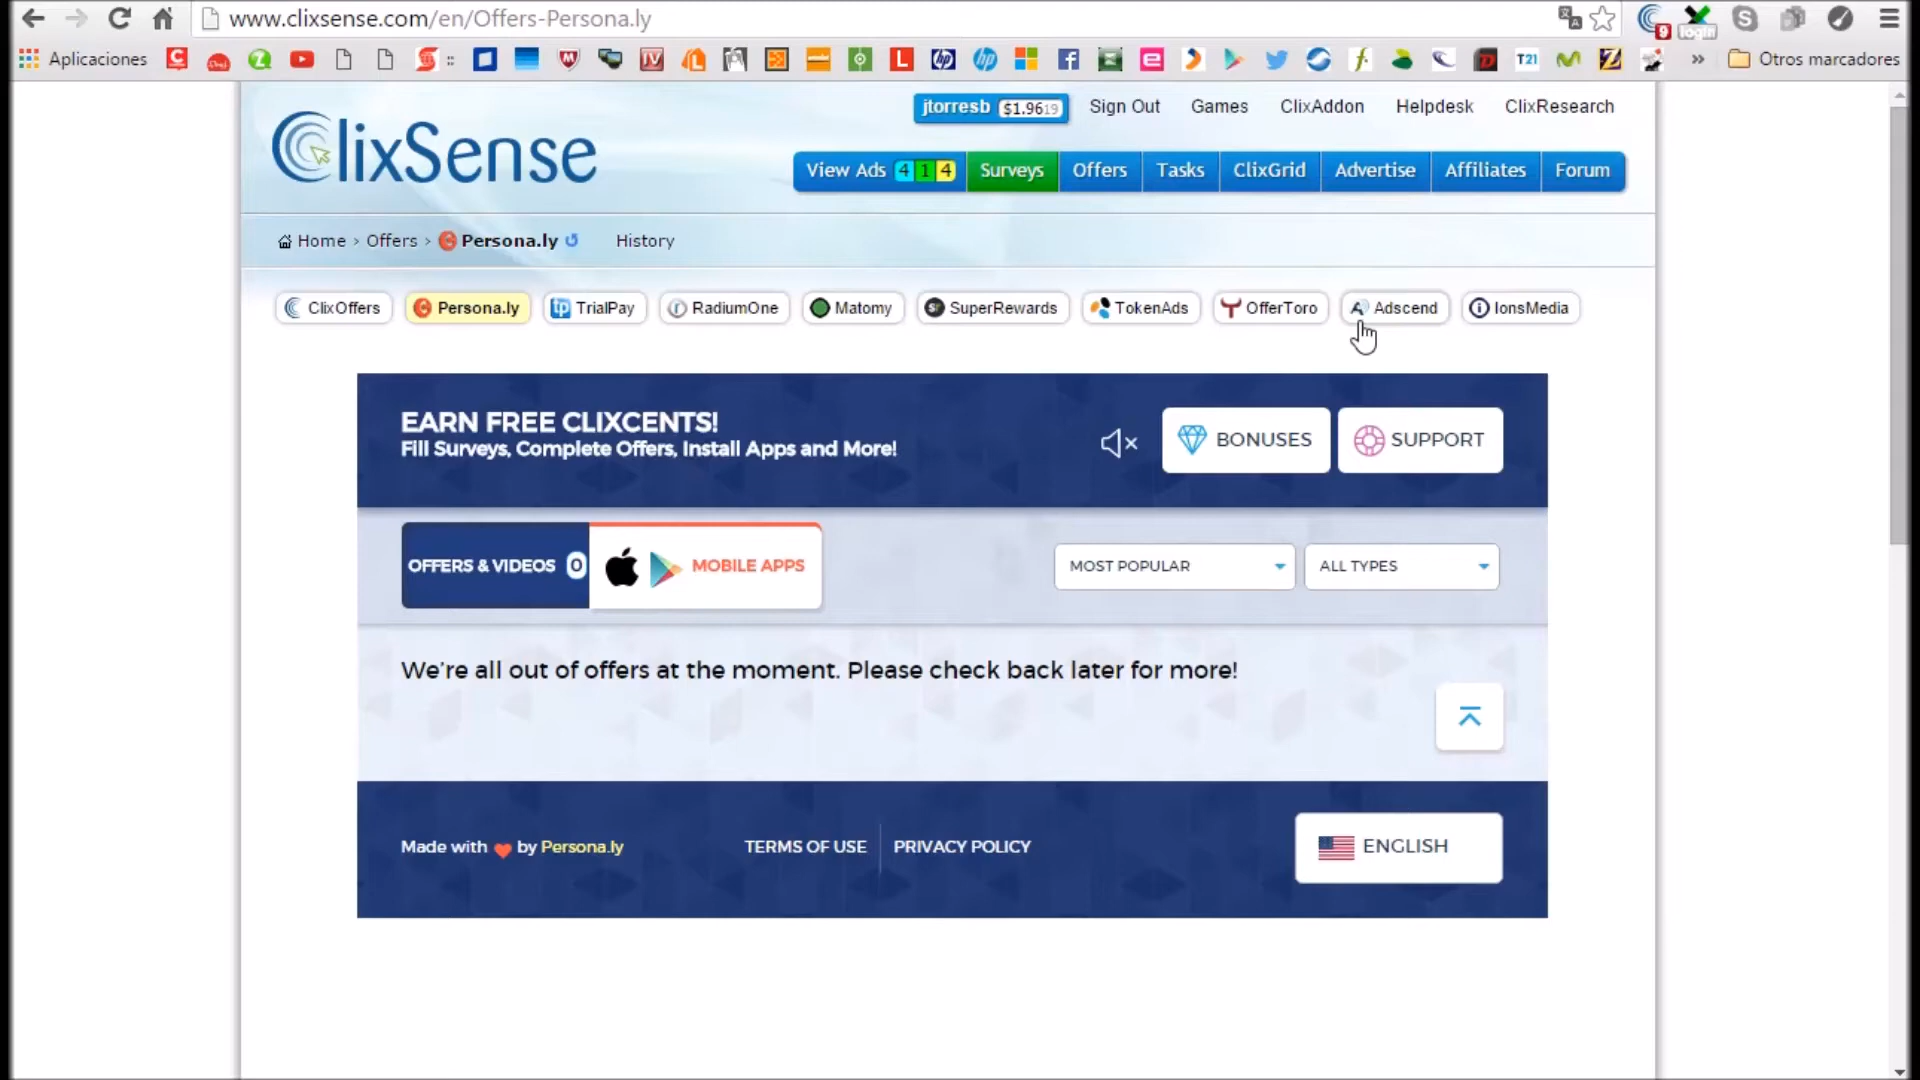 www.clixsense.com/en/Offers-Persona.ly
9
login
Aplicaciones
T21
Otros marcadores
jtorresb $1.9619 Sign Out Games ClixAddon Helpdesk ClixResearch
ClixSense
View Ads 4 1 4 Surveys Offers Tasks ClixGrid Advertise Affiliates Forum
Home › Offers › Persona.ly History
ClixOffers Persona.ly TrialPay RadiumOne Matomy SuperRewards TokenAds OfferToro Adscend IonsMedia
EARN FREE CLIXCENTS!
Fill Surveys, Complete Offers, Install Apps and More!
BONUSES SUPPORT
OFFERS & VIDEOS 0 MOBILE APPS MOST POPULAR ALL TYPES
We're all out of offers at the moment. Please check back later for more!
Made with ❤ by Persona.ly TERMS OF USE PRIVACY POLICY ENGLISH